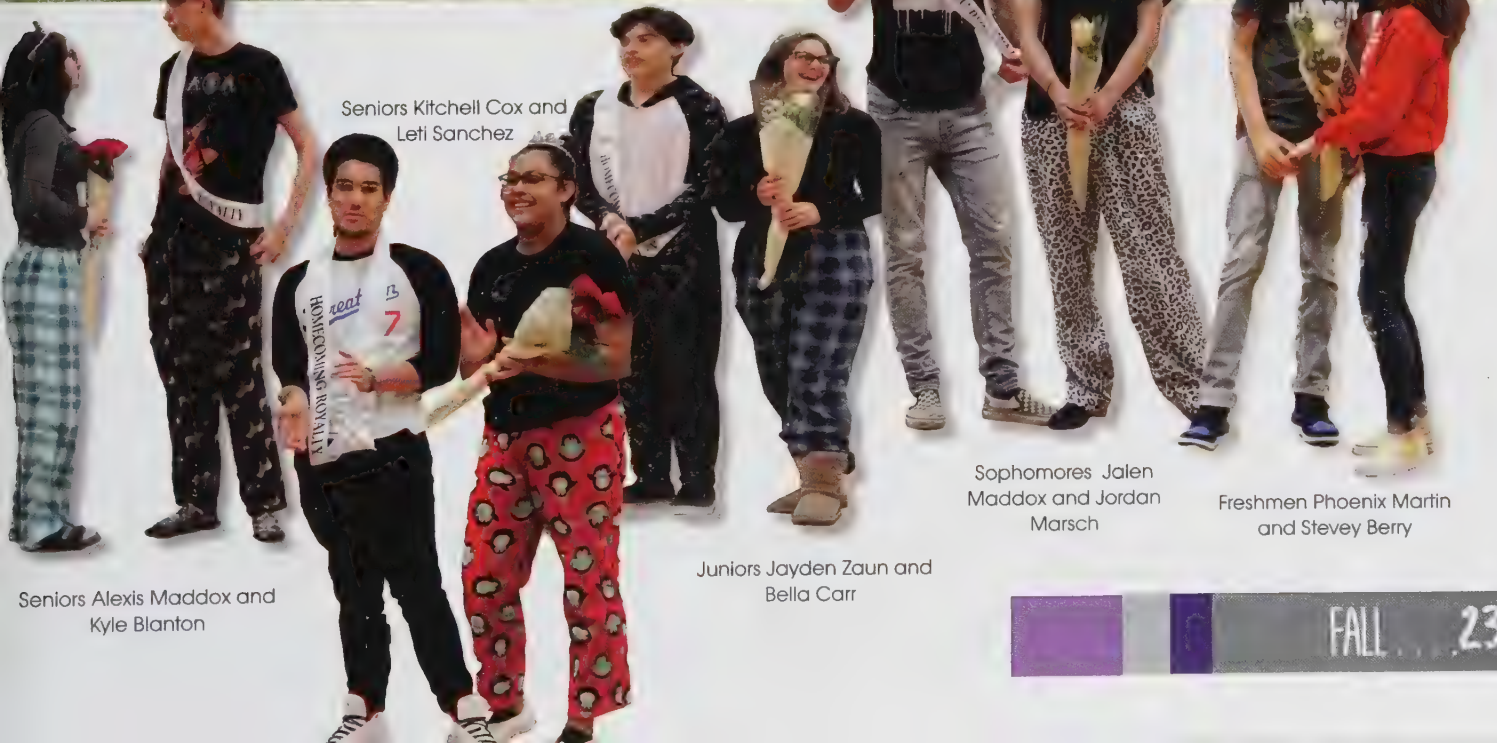 Seniors Kitchell Cox and
Leti Sanchez
HOMECOMING ROYALTY
reat
B
7
Sophomores Jalen
Maddox and Jordan
Marsch
Freshmen Phoenix Martin
and Stevey Berry
Juniors Jayden Zaun and
Bella Carr
Seniors Alexis Maddox and
Kyle Blanton
FALL . . . . 23